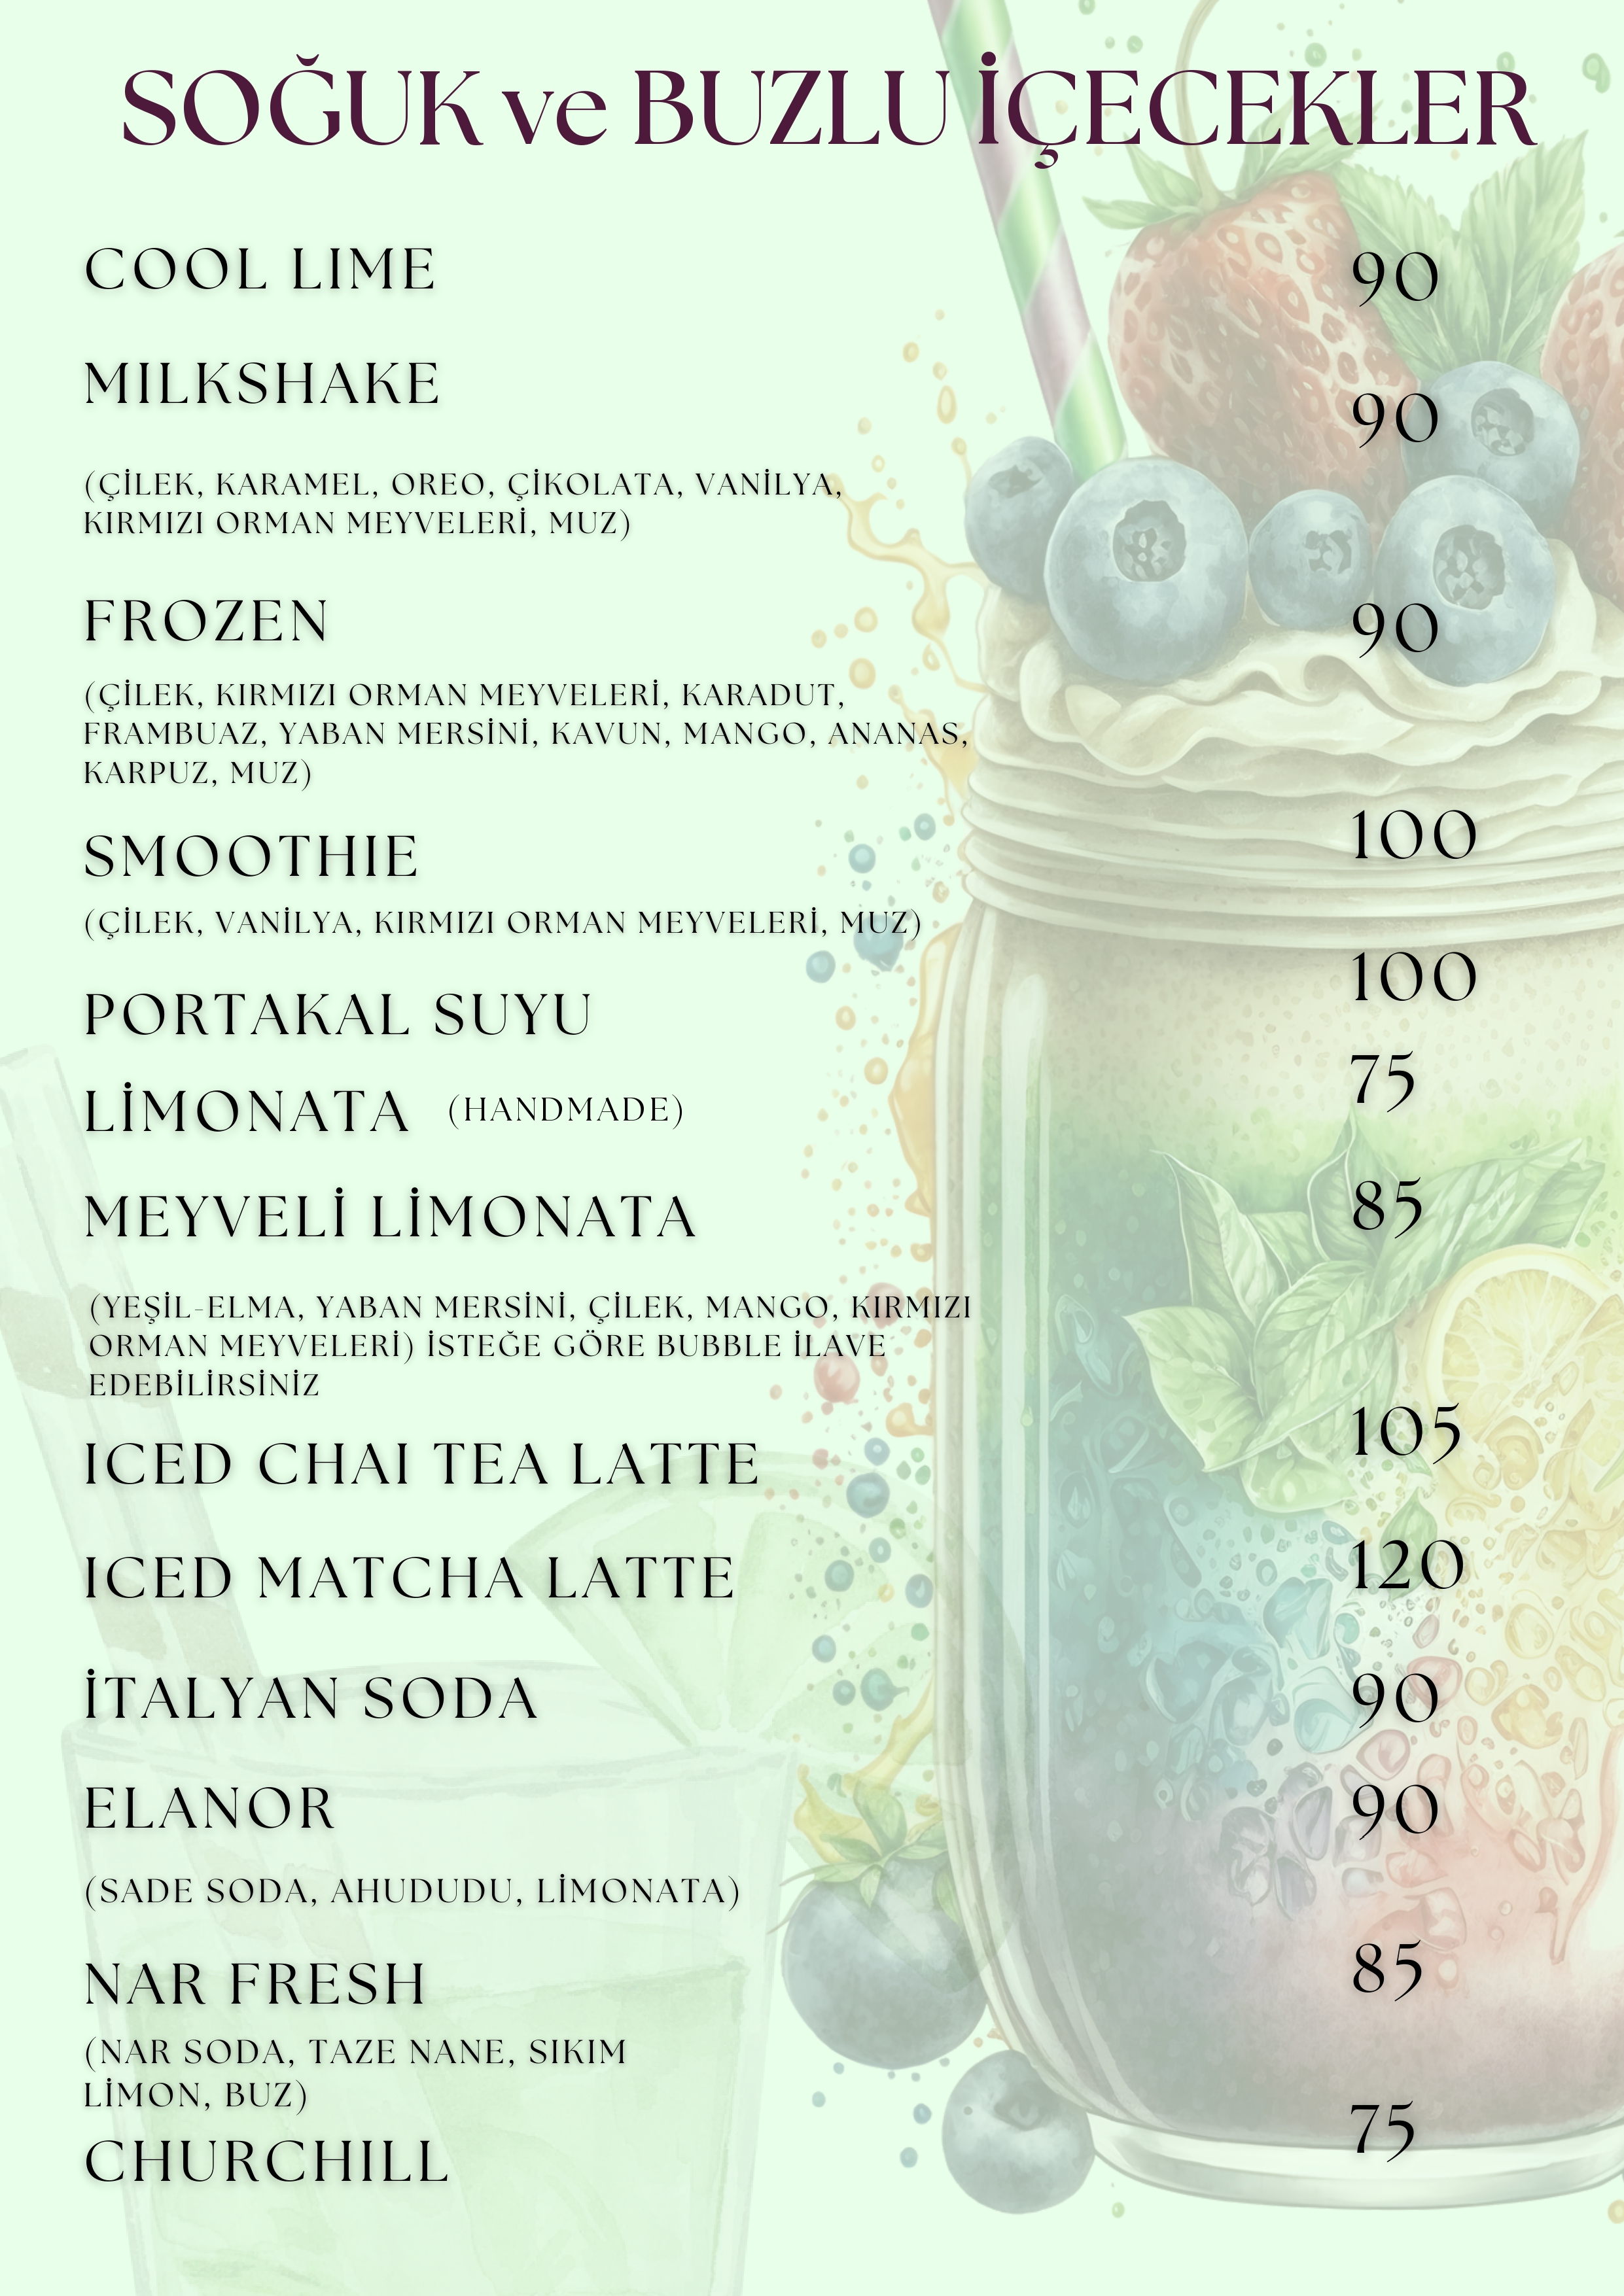 SOĞUK ve BUZLU İÇECEKLER
COOL LIME 90
MILKSHAKE 90
(ÇİLEK, KARAMEL, OREO, ÇİKOLATA, VANİLYA,
KIRMIZI ORMAN MEYVELERİ, MUZ)
FROZEN 90
(ÇİLEK, KIRMIZI ORMAN MEYVELERİ, KARADUT,
FRAMBUAZ, YABAN MERSİNİ, KAVUN, MANGO, ANANAS,
KARPUZ, MUZ)
SMOOTHIE 100
(ÇİLEK, VANİLYA, KIRMIZI ORMAN MEYVELERİ, MUZ)
PORTAKAL SUYU 100
LİMONATA (HANDMADE) 75
MEYVELİ LİMONATA 85
(YEŞİL-ELMA, YABAN MERSİNİ, ÇİLEK, MANGO, KIRMIZI
ORMAN MEYVELERİ) İSTEĞE GÖRE BUBBLE İLAVE
EDEBİLİRSİNİZ
ICED CHAI TEA LATTE 105
ICED MATCHA LATTE 120
İTALYAN SODA 90
ELANOR 90
(SADE SODA, AHUDUDU, LİMONATA)
NAR FRESH 85
(NAR SODA, TAZE NANE, SIKIM
LİMON, BUZ)
CHURCHILL 75